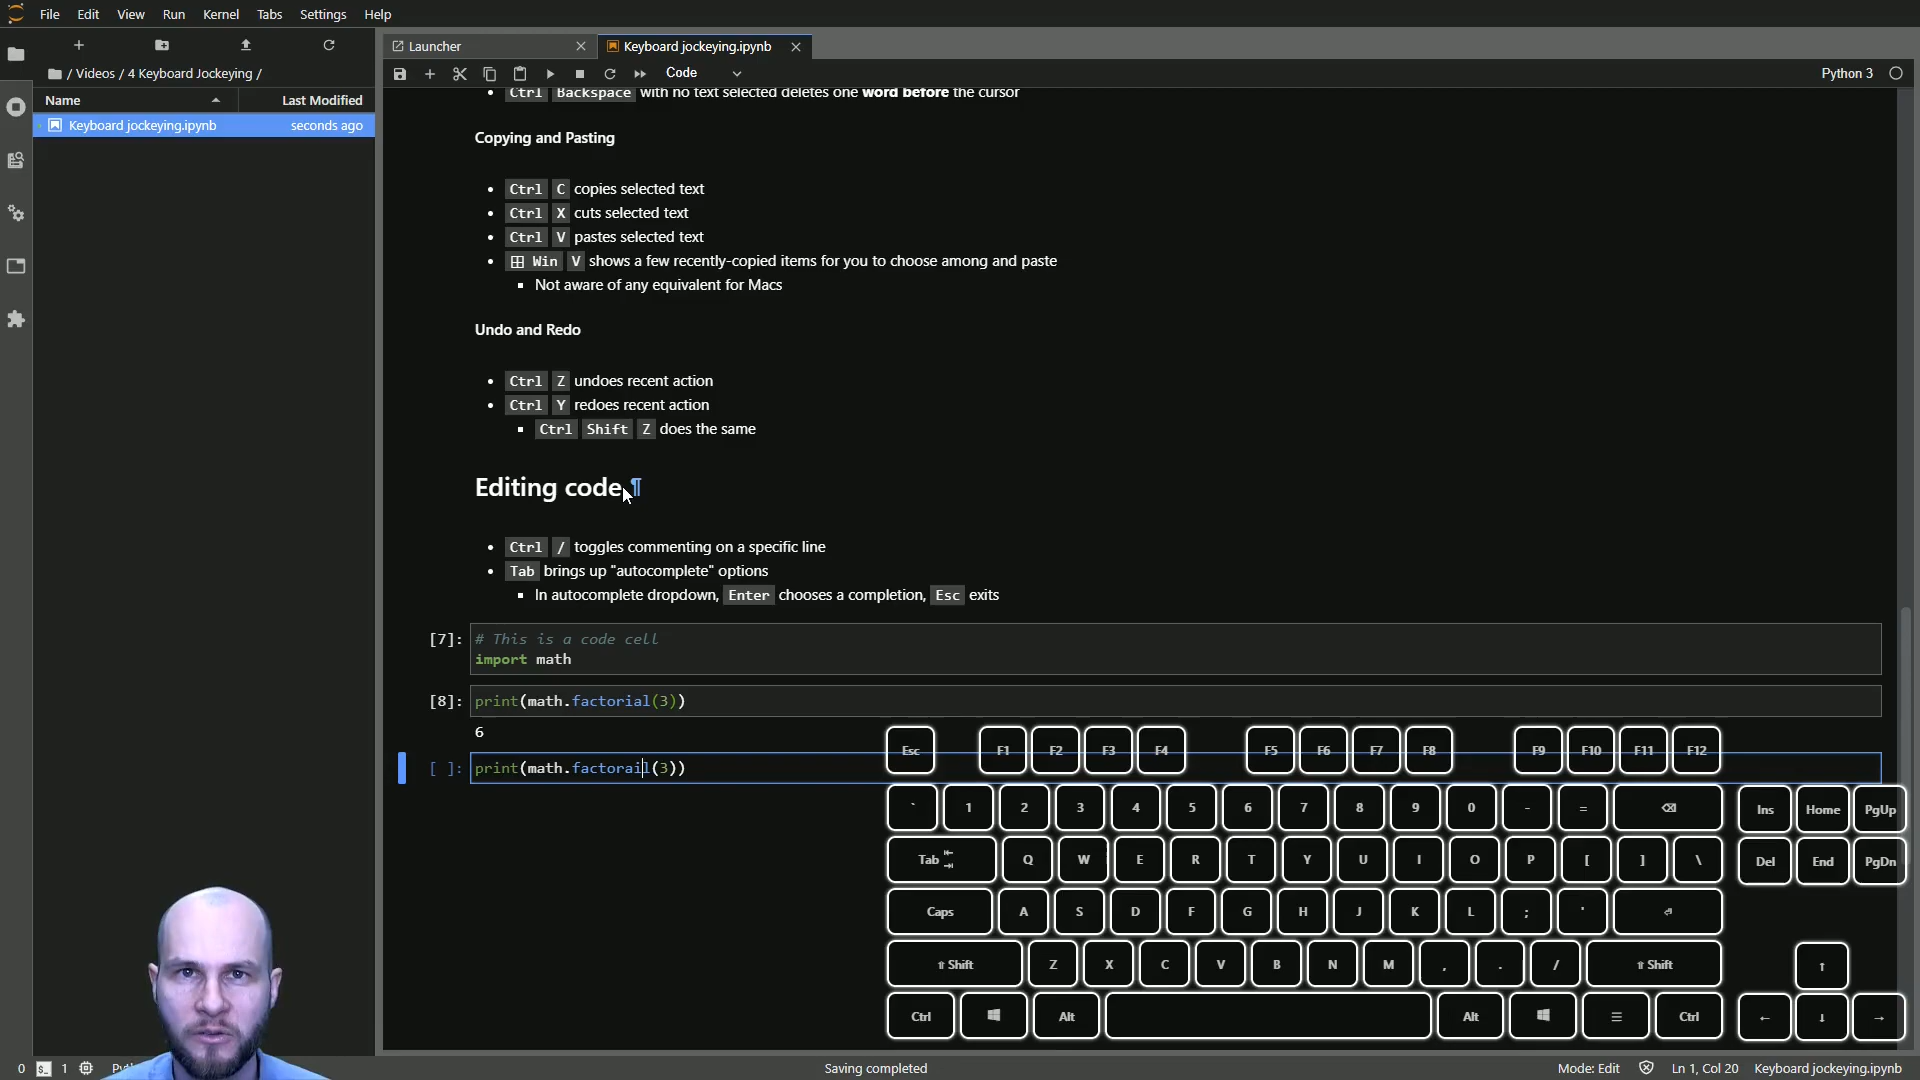 File Edit View Run Kernel Tabs Settings Help
Launcher
Keyboard jockeying.ipynb
/ Videos / 4 Keyboard Jockeying /
Code
Python 3
Name Last Modified
Keyboard jockeying.ipynb seconds ago
Ctrl Backspace with no text selected deletes one word before the cursor
Copying and Pasting
Ctrl C copies selected text
Ctrl X cuts selected text
Ctrl V pastes selected text
Win V shows a few recently-copied items for you to choose among and paste
Not aware of any equivalent for Macs
Undo and Redo
Ctrl Z undoes recent action
Ctrl Y redoes recent action
Ctrl Shift Z does the same
Editing code¶
Ctrl / toggles commenting on a specific line
Tab brings up "autocomplete" options
In autocomplete dropdown, Enter chooses a completion, Esc exits
[7]: # This is a code cell
import math
[8]: print(math.factorial(3))
6
[ ]: print(math.factorail(3))
Esc F1 F2 F3 F4 F5 F6 F7 F8 F9 F10 F11 F12
` 1 2 3 4 5 6 7 8 9 0 - = Ins Home PgUp
Tab Q W E R T Y U I O P [ ] \ Del End PgDn
Caps A S D F G H J K L ; '
⇧ Shift Z X C V B N M , . / ⇧ Shift ↑
Ctrl Alt Alt ☰ Ctrl ← ↓ →
0 1 Saving completed Mode: Edit Ln 1, Col 20 Keyboard jockeying.ipynb